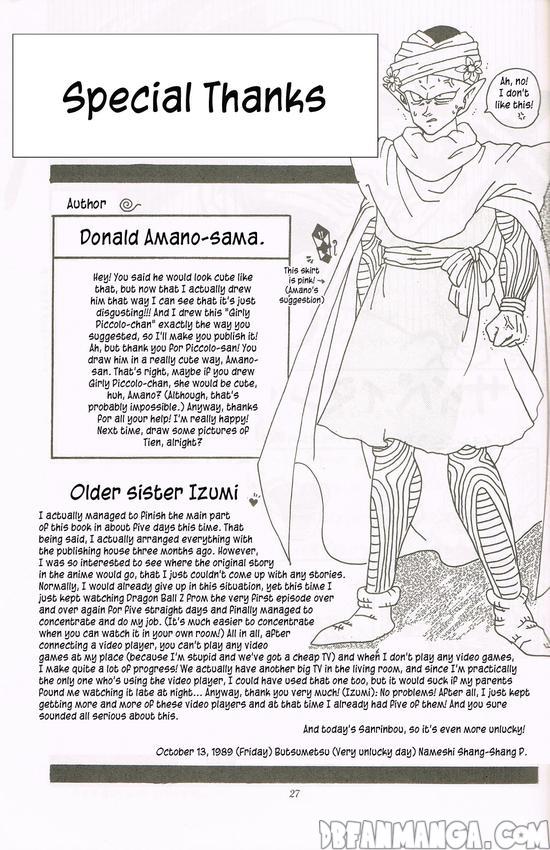 Special Thanks
Ah, no!
I don't
like this!
Author
Donald Amano-sama.
This skirt
is pink! →
(Amano's
suggestion)
Hey! You said he would look cute like
that, but now that I actually drew
him that way I can see that it's just
disgusting!!! And I drew this "Girly
Piccolo-chan" exactly the way you
suggested, so I'll make you publish it!
Ah, but thank you for Piccolo-san! You
draw him in a really cute way, Amano-
san. That's right, maybe if you drew
Girly Piccolo-chan, she would be cute,
huh, Amano? (Although, that's
probably impossible.) Anyway, thanks
for all your help! I'm really happy!
Next time, draw some pictures of
Tien, alright?
Older sister Izumi
I actually managed to finish the main part
of this book in about five days this time. That
being said, I actually arranged everything with
the publishing house three months ago. However,
I was so interested to see where the original story
in the anime would go, that I just couldn't come up with any stories.
Normally, I would already give up in this situation, yet this time I
just kept watching Dragon Ball Z from the very first episode over
and over again for five straight days and finally managed to
concentrate and do my job. (It's much easier to concentrate
when you can watch it in your own room!) All in all, after
connecting a video player, you can't play any video
games at my place (because I'm stupid and we've got a cheap TV) and when I don't play any video games,
I make quite a lot of progress! We actually have another big TV in the living room, and since I'm practically
the only one who's using the video player, I could have used that one too, but it would suck if my parents
found me watching it late at night... Anyway, thank you very much! (Izumi): No problems! After all, I just kept
getting more and more of these video players and at that time I already had five of them! And you sure
sounded all serious about this.
And today's Sanrinbou, so it's even more unlucky!
October 13, 1989 (Friday) Butsumetsu (Very unlucky day) Nameshi Shang-Shang P.
27
DBFANMANGA.COM